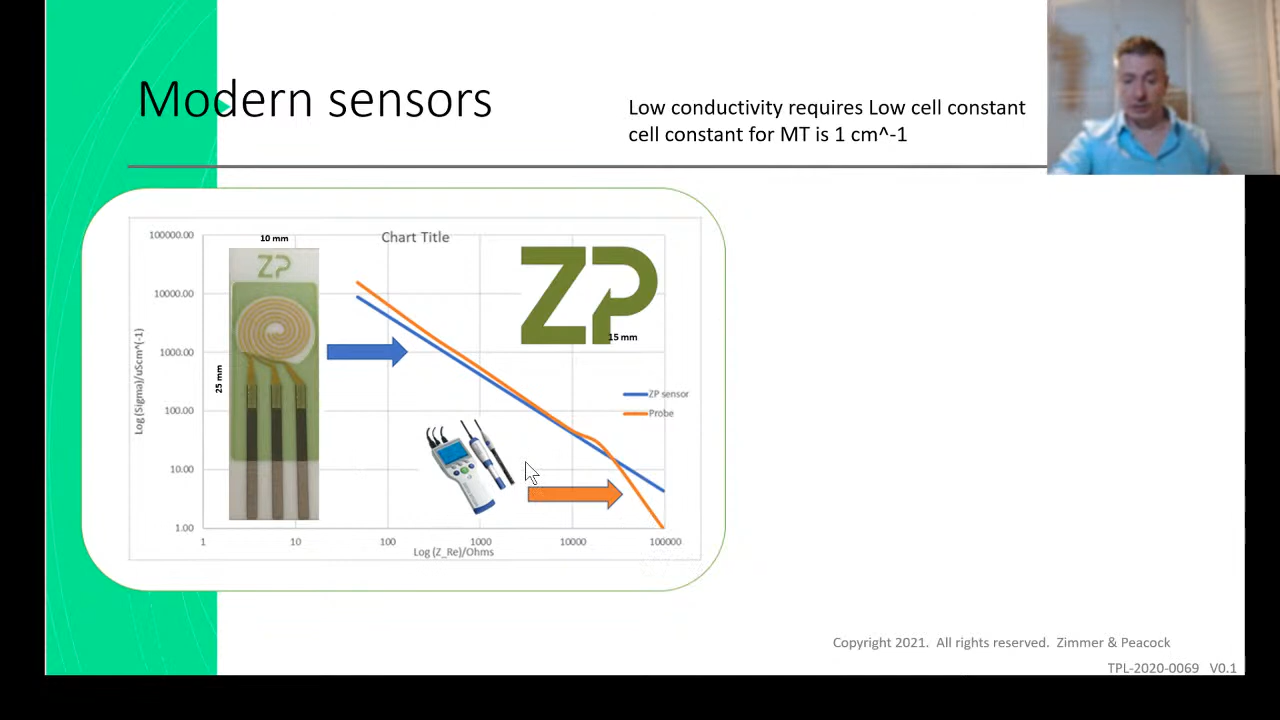 Modern sensors
Low conductivity requires Low cell constant
cell constant for MT is 1 cm^-1
Chart Title
10 mm
ZP
ZP
15 mm
25 mm
Log (Sigma)/uScm^(-1)
100000.00
10000.00
1000.00
100.00
10.00
1.00
ZP sensor
Probe
1
10
100
1000
10000
100000
Log (Z_Re)/Ohms
Copyright 2021. All rights reserved. Zimmer & Peacock
TPL-2020-0069 V0.1